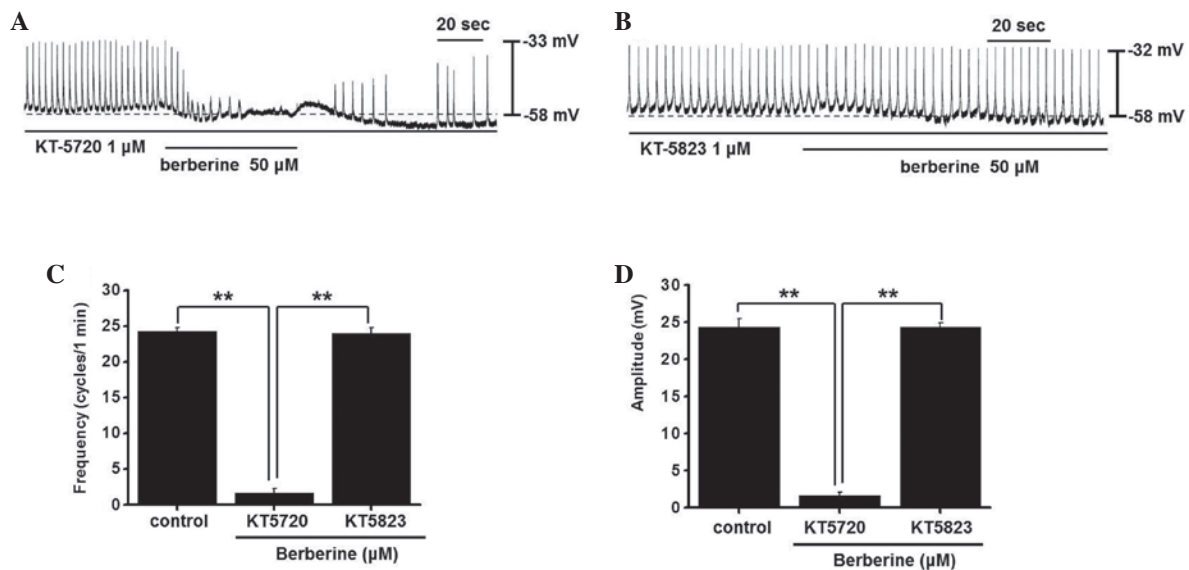 A
20 sec
-33 mV
-58 mV
KT-5720 1 µM
berberine 50 µM
B
20 sec
-32 mV
-58 mV
KT-5823 1 µM
berberine 50 µM
C
Frequency (cycles/1 min)
30
25
20
15
10
5
0
**
**
control
KT5720
KT5823
Berberine (µM)
D
Amplitude (mV)
30
25
20
15
10
5
0
**
**
control
KT5720
KT5823
Berberine (µM)